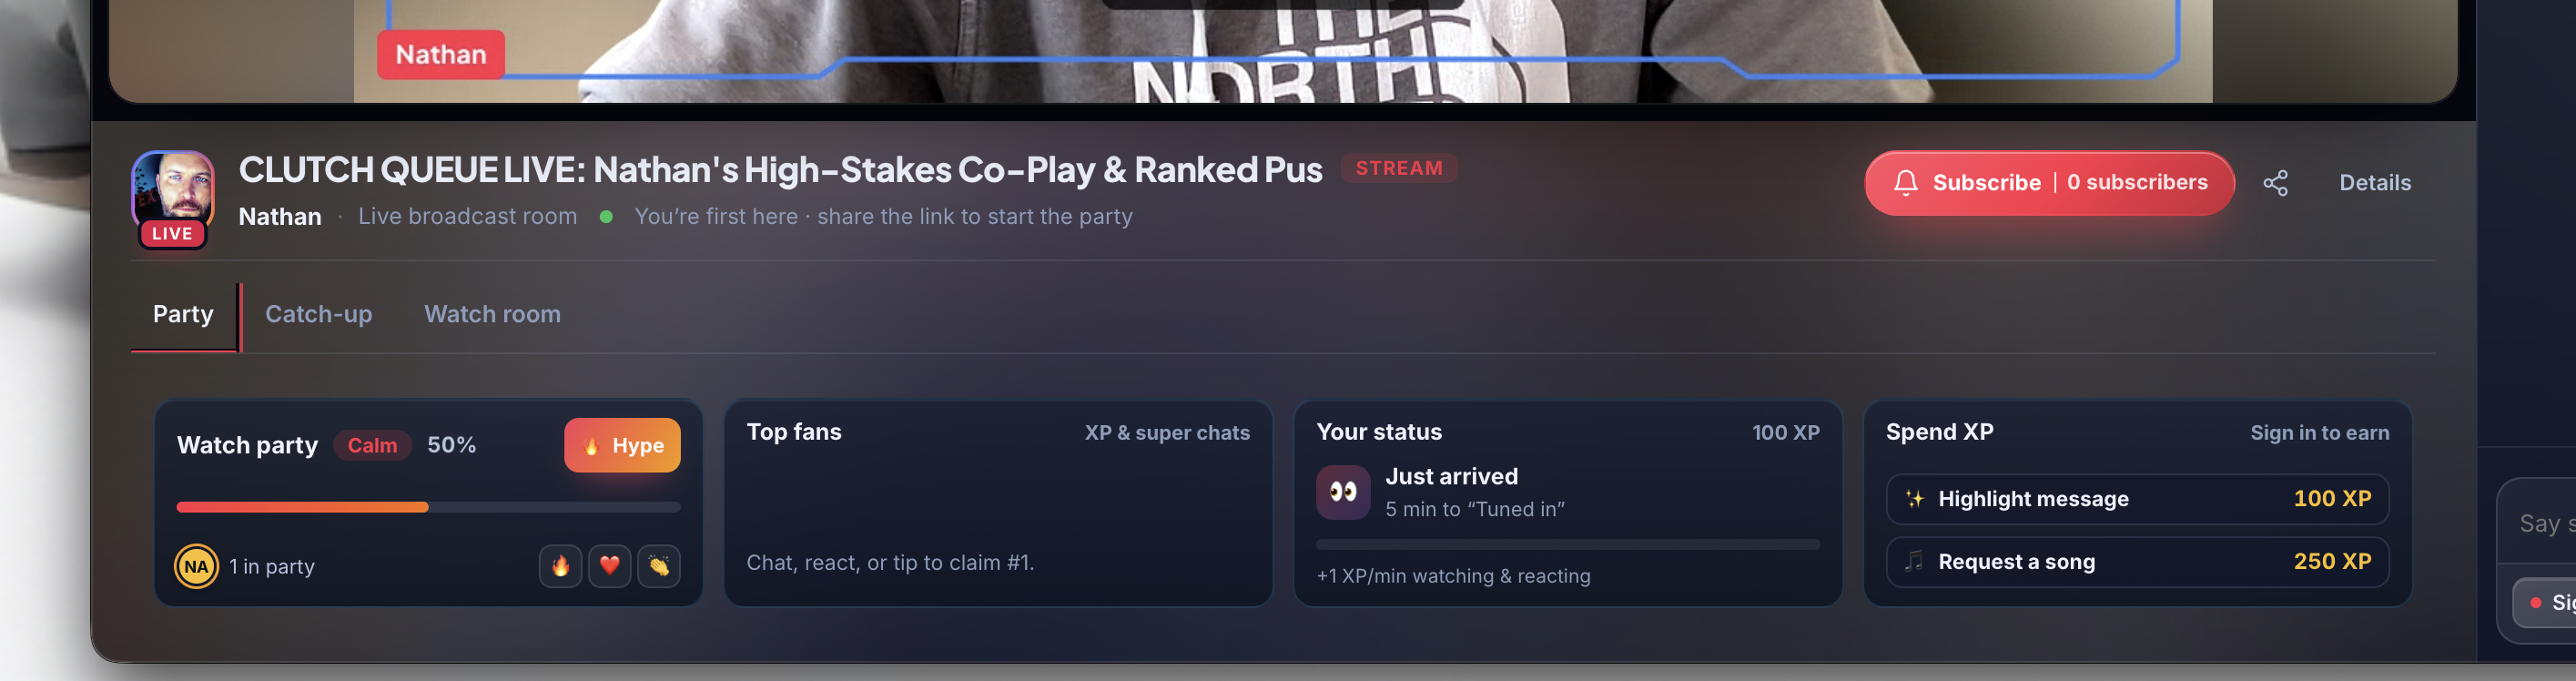 THE
NORTH
Nathan
CLUTCH QUEUE LIVE: Nathan's High-Stakes Co-Play & Ranked Pus
STREAM
Subscribe | 0 subscribers
Details
LIVE
Nathan · Live broadcast room
You’re first here · share the link to start the party
Party
Catch-up
Watch room
Watch party
Calm
50%
Hype
1 in party
NA
Top fans
XP & super chats
Chat, react, or tip to claim #1.
Your status
100 XP
Just arrived
5 min to “Tuned in”
+1 XP/min watching & reacting
Spend XP
Sign in to earn
Highlight message
100 XP
Request a song
250 XP
Say s
Sig